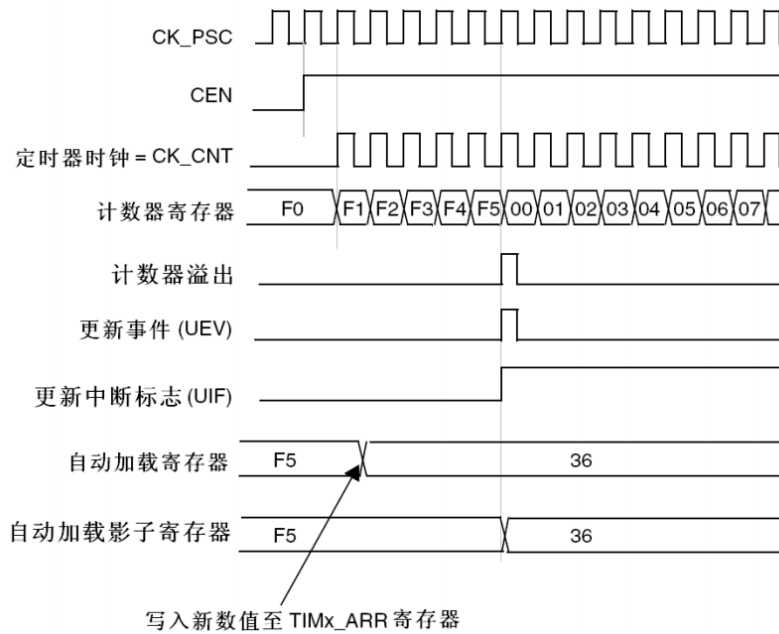 CK_PSC
CEN
定时器时钟 = CK_CNT
计数器寄存器 F0 F1 F2 F3 F4 F5 00 01 02 03 04 05 06 07
计数器溢出
更新事件 (UEV)
更新中断标志 (UIF)
自动加载寄存器 F5 36
自动加载影子寄存器 F5 36
写入新数值至 TIMx_ARR 寄存器